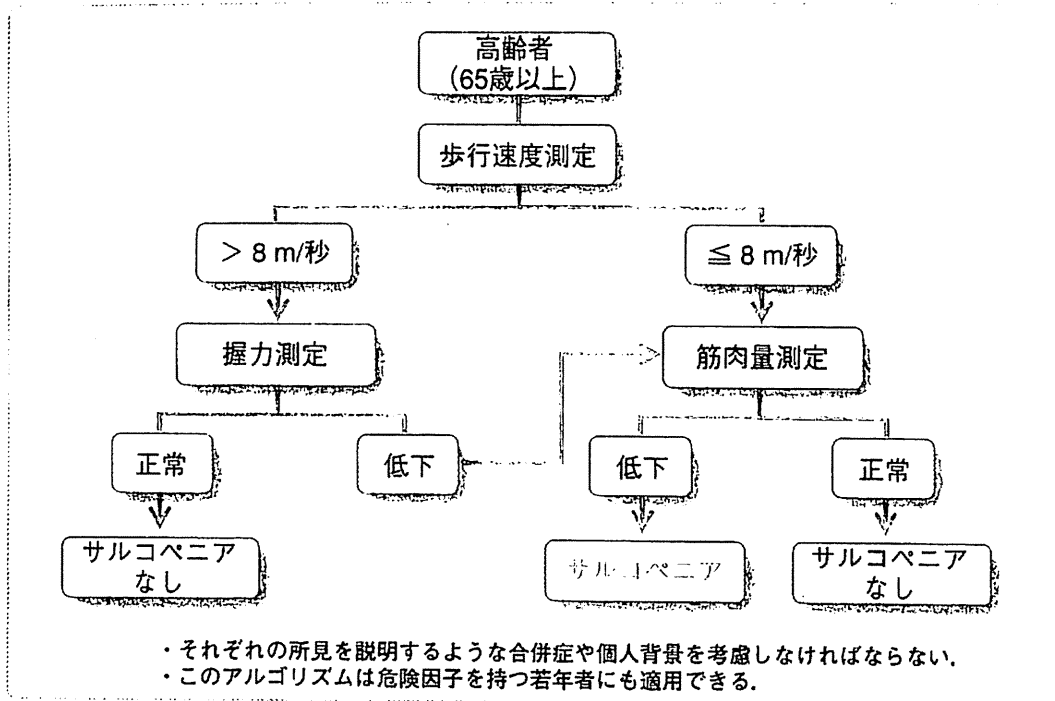 高齢者
(65歳以上)
歩行速度測定
＞8 m/秒
≦8 m/秒
握力測定
筋肉量測定
正常
低下
低下
正常
サルコペニア
なし
サルコペニア
サルコペニア
なし
・それぞれの所見を説明するような合併症や個人背景を考慮しなければならない.
・このアルゴリズムは危険因子を持つ若年者にも適用できる.